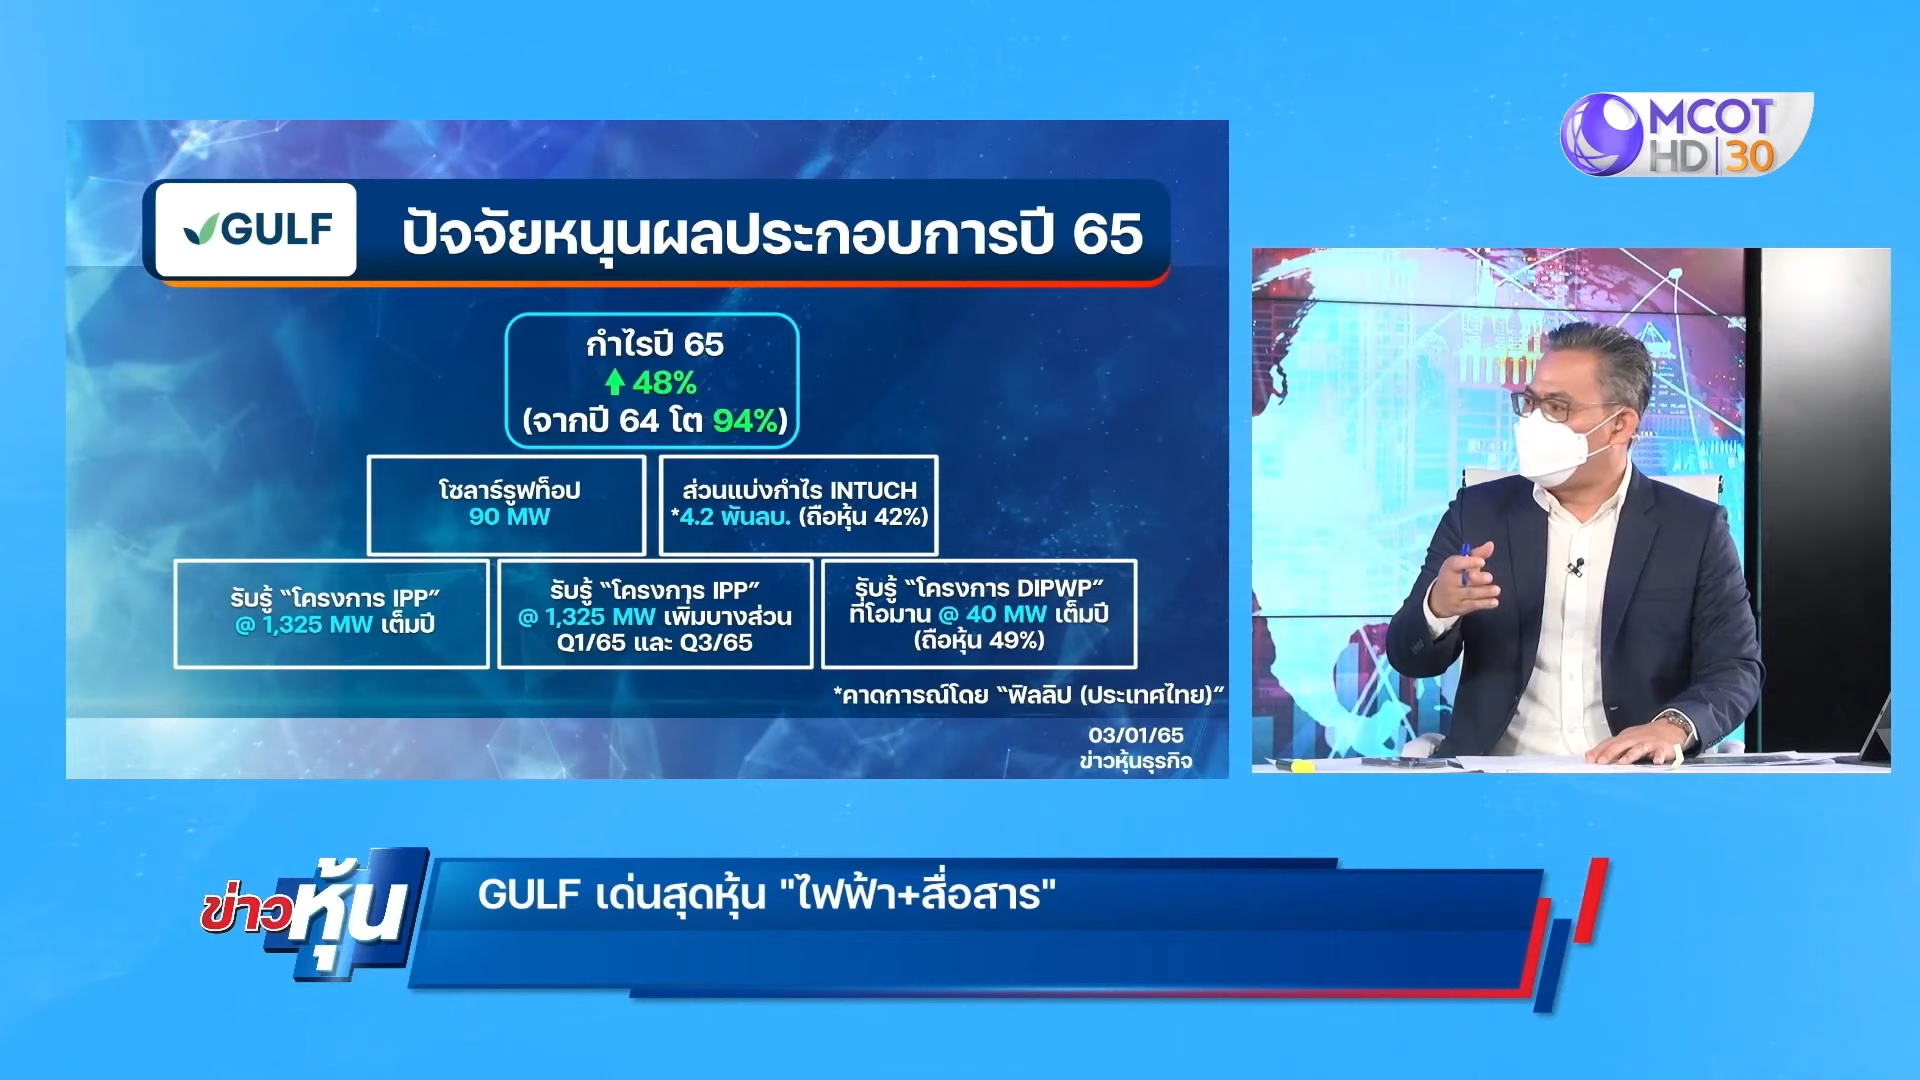 MCOT
HD 30
GULF
ปัจจัยหนุนผลประกอบการปี 65
กำไรปี 65
48%
(จากปี 64 โต 94%)
โซลาร์รูฟท็อป
90 MW
ส่วนแบ่งกำไร INTUCH
*4.2 พันลบ. (ถือหุ้น 42%)
รับรู้ “โครงการ IPP”
@ 1,325 MW เต็มปี
รับรู้ “โครงการ IPP”
@ 1,325 MW เพิ่มบางส่วน
Q1/65 และ Q3/65
รับรู้ “โครงการ DIPWP”
ที่โอมาน @ 40 MW เต็มปี
(ถือหุ้น 49%)
*คาดการณ์โดย “ฟิลลิป (ประเทศไทย)”
03/01/65
ข่าวหุ้นธุรกิจ
ข่าวหุ้น
GULF เด่นสุดหุ้น "ไฟฟ้า+สื่อสาร"